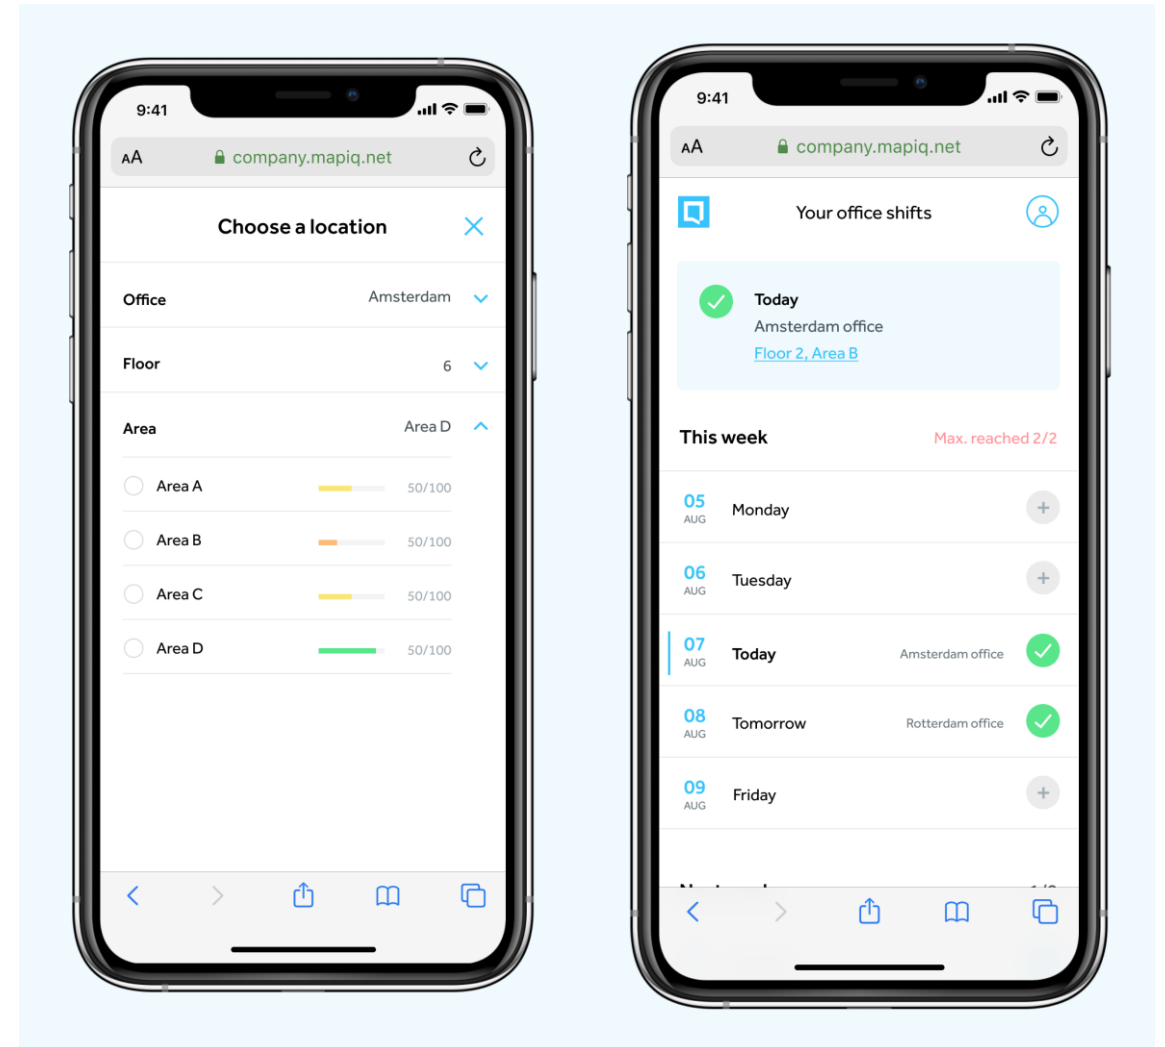 9:41
AA company.mapiq.net
Choose a location
Office Amsterdam
Floor 6
Area Area D
Area A 50/100
Area B 50/100
Area C 50/100
Area D 50/100
9:41
AA company.mapiq.net
Your office shifts
Today
Amsterdam office
Floor 2, Area B
This week Max. reached 2/2
05 AUG Monday
06 AUG Tuesday
07 AUG Today Amsterdam office
08 AUG Tomorrow Rotterdam office
09 AUG Friday